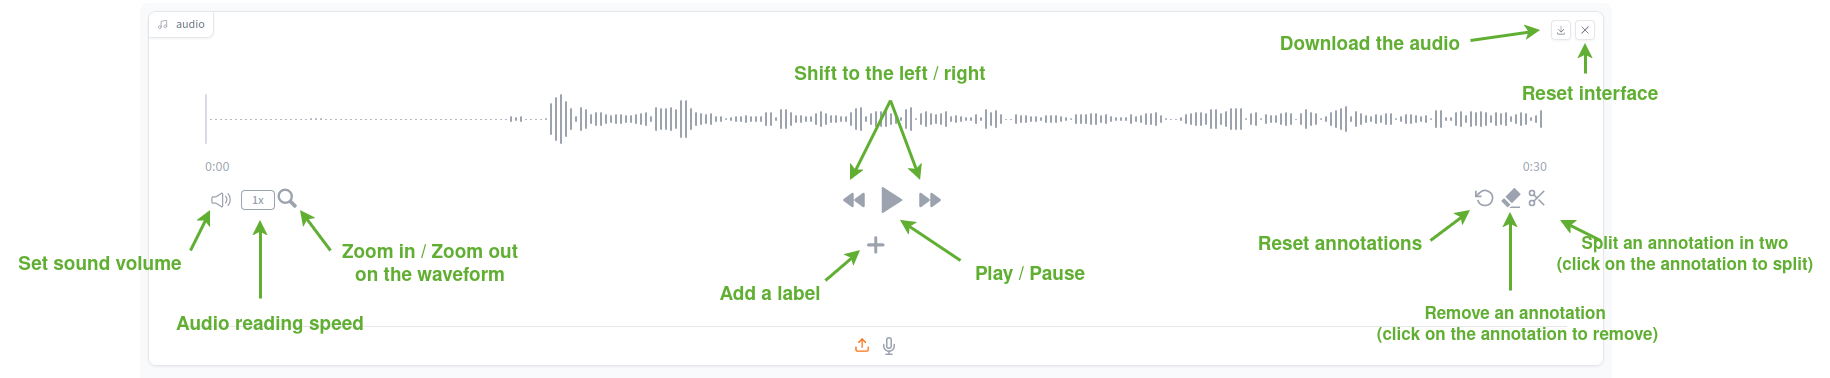 audio
Download the audio
Shift to the left / right
Reset interface
0:00
0:30
1x
Set sound volume
Zoom in / Zoom out
on the waveform
Audio reading speed
Add a label
Play / Pause
Reset annotations
Split an annotation in two
(click on the annotation to split)
Remove an annotation
(click on the annotation to remove)